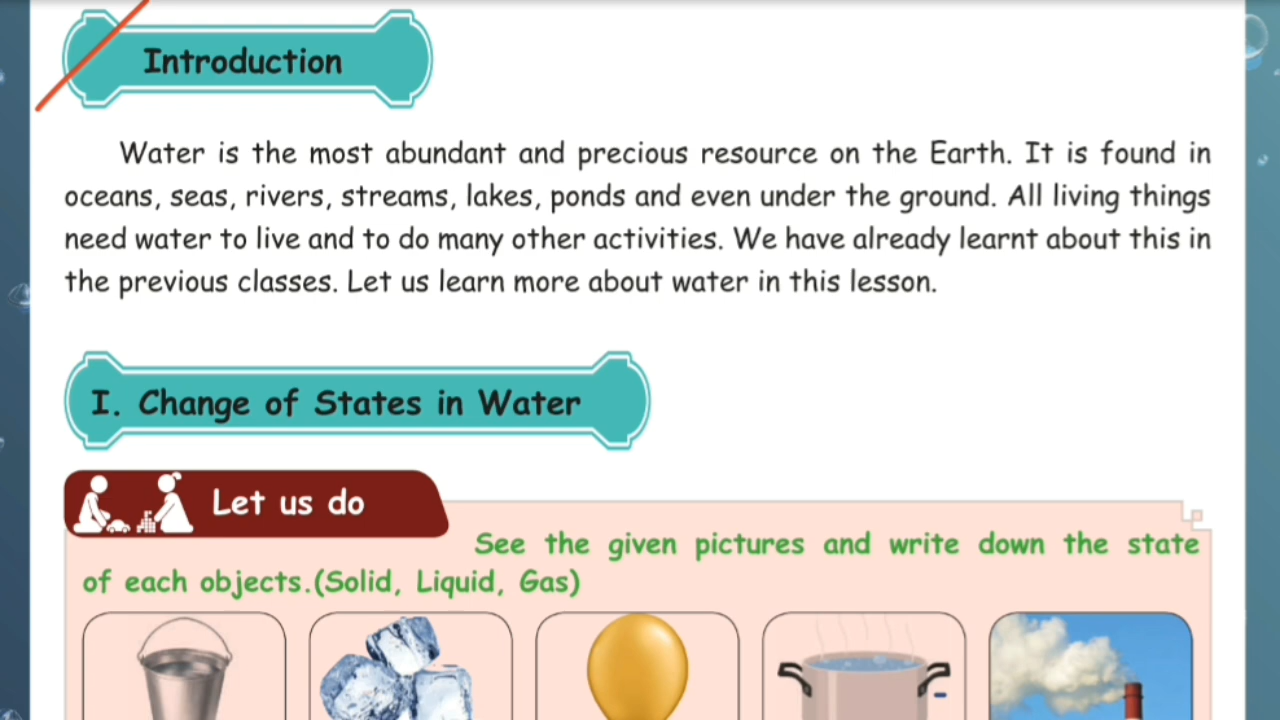 Introduction
Water is the most abundant and precious resource on the Earth. It is found in
oceans, seas, rivers, streams, lakes, ponds and even under the ground. All living things
need water to live and to do many other activities. We have already learnt about this in
the previous classes. Let us learn more about water in this lesson.
I. Change of States in Water
Let us do
See the given pictures and write down the state
of each objects.(Solid, Liquid, Gas)